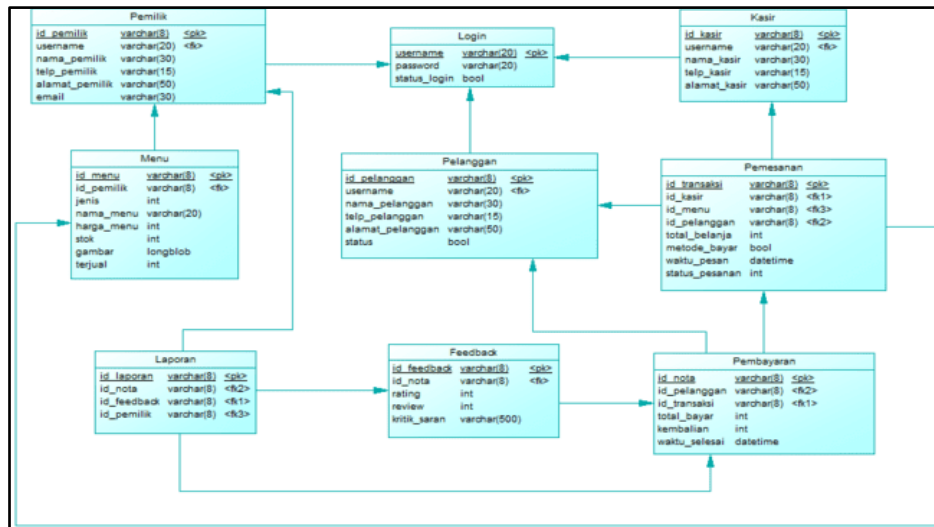 Pemilik
id_pemilik varchar(8) <pk>
username varchar(20) <fk>
nama_pemilik varchar(30)
telp_pemilik varchar(15)
alamat_pemilik varchar(50)
email varchar(30)
Login
username varchar(20) <pk>
password varchar(20)
status_login bool
Kasir
id_kasir varchar(8) <pk>
username varchar(20) <fk>
nama_kasir varchar(30)
telp_kasir varchar(15)
alamat_kasir varchar(50)
Menu
id_menu varchar(8) <pk>
id_pemilik varchar(8) <fk>
jenis int
nama_menu varchar(20)
harga_menu int
stok int
gambar longblob
terjual int
Pelanggan
id_pelanggan varchar(8) <pk>
username varchar(20) <fk>
nama_pelanggan varchar(30)
telp_pelanggan varchar(15)
alamat_pelanggan varchar(50)
status bool
Pemesanan
id_transaksi varchar(8) <pk>
id_kasir varchar(8) <fk1>
id_menu varchar(8) <fk3>
id_pelanggan varchar(8) <fk2>
total_belanja int
metode_bayar bool
waktu_pesan datetime
status_pesanan int
Laporan
id_laporan varchar(8) <pk>
id_nota varchar(8) <fk2>
id_feedback varchar(8) <fk1>
id_pemilik varchar(8) <fk3>
Feedback
id_feedback varchar(8) <pk>
id_nota varchar(8) <fk>
rating int
review int
kritik_saran varchar(500)
Pembayaran
id_nota varchar(8) <pk>
id_pelanggan varchar(8) <fk2>
id_transaksi varchar(8) <fk1>
total_bayar int
kembalian int
waktu_selesai datetime